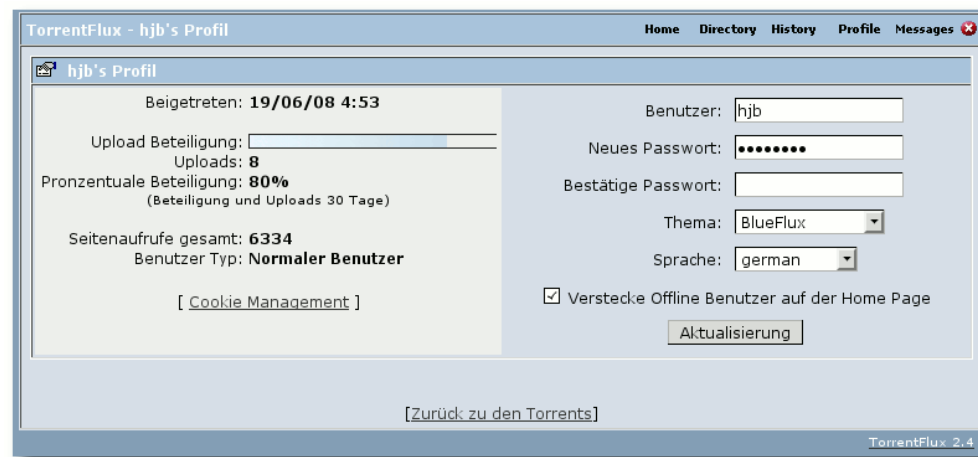 TorrentFlux - hjb's Profil Home Directory History Profile Messages
hjb's Profil
Beigetreten: 19/06/08 4:53
Upload Beteiligung:
Uploads: 8
Pronzentuale Beteiligung: 80%
(Beteiligung und Uploads 30 Tage)
Seitenaufrufe gesamt: 6334
Benutzer Typ: Normaler Benutzer
[ Cookie Management ]
Benutzer: hjb
Neues Passwort: ••••••••
Bestätige Passwort:
Thema: BlueFlux
Sprache: german
Verstecke Offline Benutzer auf der Home Page
Aktualisierung
[Zurück zu den Torrents]
TorrentFlux 2.4